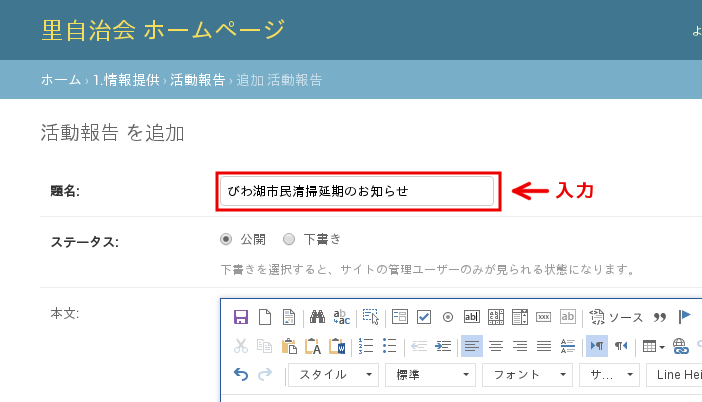 里自治会 ホームページ
よ
ホーム › 1.情報提供 › 活動報告 › 追加 活動報告
活動報告 を追加
題名:
びわ湖市民清掃延期のお知らせ
入力
ステータス:
公開
下書き
下書きを選択すると、サイトの管理ユーザーのみが見られる状態になります。
本文:
ソース
スタイル
標準
フォント
サ...
Line Hei